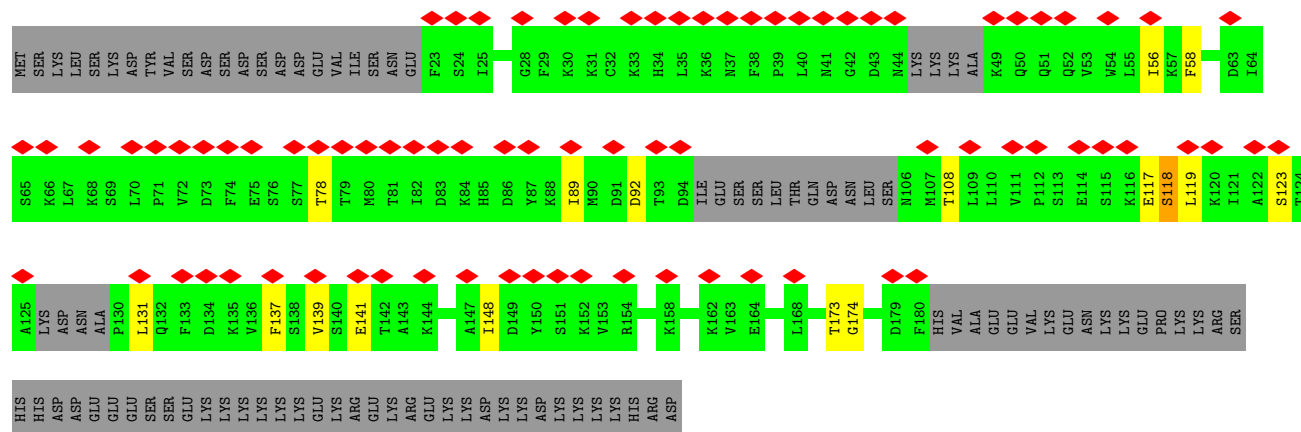 MET SER LYS LEU SER LYS ASP TYR VAL SER ASP SER ASP SER ASP ASP GLU VAL ILE SER ASN GLU F23 S24 I25 G28 F29 K30 K31 C32 K33 H34 L35 K36 N37 F38 P39 L40 N41 G42 D43 N44 LYS LYS LYS ALA K49 Q50 Q51 Q52 V53 W54 L55 I56 K57 F58 D63 I64
S65 K66 L67 K68 S69 L70 P71 V72 D73 F74 E75 S76 S77 T78 T79 M80 T81 I82 D83 K84 H85 D86 Y87 K88 I89 M90 D91 D92 T93 D94 ILE GLU SER SER LEU THR GLN ASP ASN LEU SER N106 M107 T108 L109 L110 V111 P112 S113 E114 S115 K116 E117 S118 L119 K120 I121 A122 S123 T124
A125 LYS ASP ASN ALA P130 L131 Q132 F133 D134 K135 V136 F137 S138 V139 S140 E141 T142 A143 K144 A147 I148 D149 Y150 S151 K152 V153 R154 K158 K162 V163 E164 L168 T173 G174 D179 F180 HIS VAL ALA GLU GLU VAL LYS GLU ASN LYS LYS GLU PRO LYS LYS ARG SER
HIS HIS ASP ASP GLU GLU GLU SER SER GLU LYS LYS LYS LYS LYS LYS GLU LYS ARG GLU LYS ARG GLU LYS LYS ASP LYS LYS ASP LYS LYS LYS LYS HIS ARG ASP